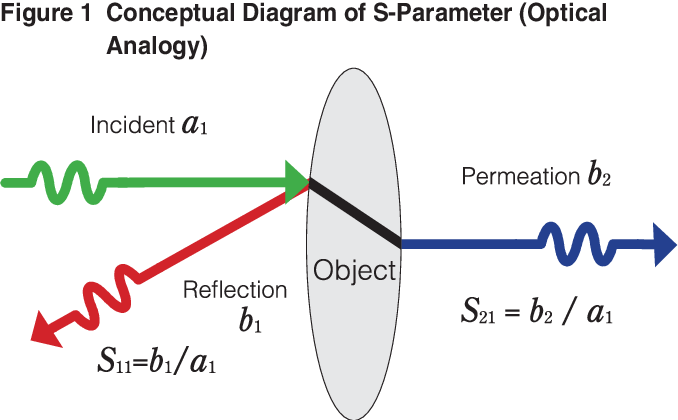 Figure 1 Conceptual Diagram of S-Parameter (Optical
Analogy)
Incident a₁
Permeation b₂
Object
Reflection
b₁
S₂₁ = b₂ / a₁
S₁₁=b₁/a₁